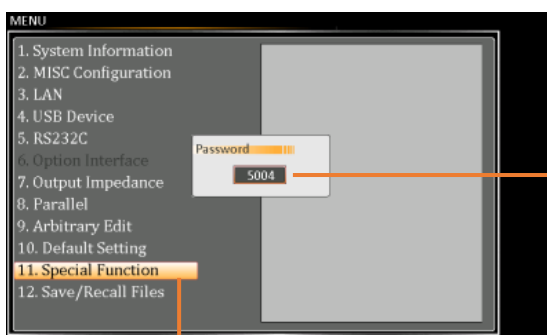 MENU
1. System Information
2. MISC Configuration
3. LAN
4. USB Device
5. RS232C
6. Option Interface
7. Output Impedance
8. Parallel
9. Arbitrary Edit
10. Default Setting
11. Special Function
12. Save/Recall Files
Password
5004